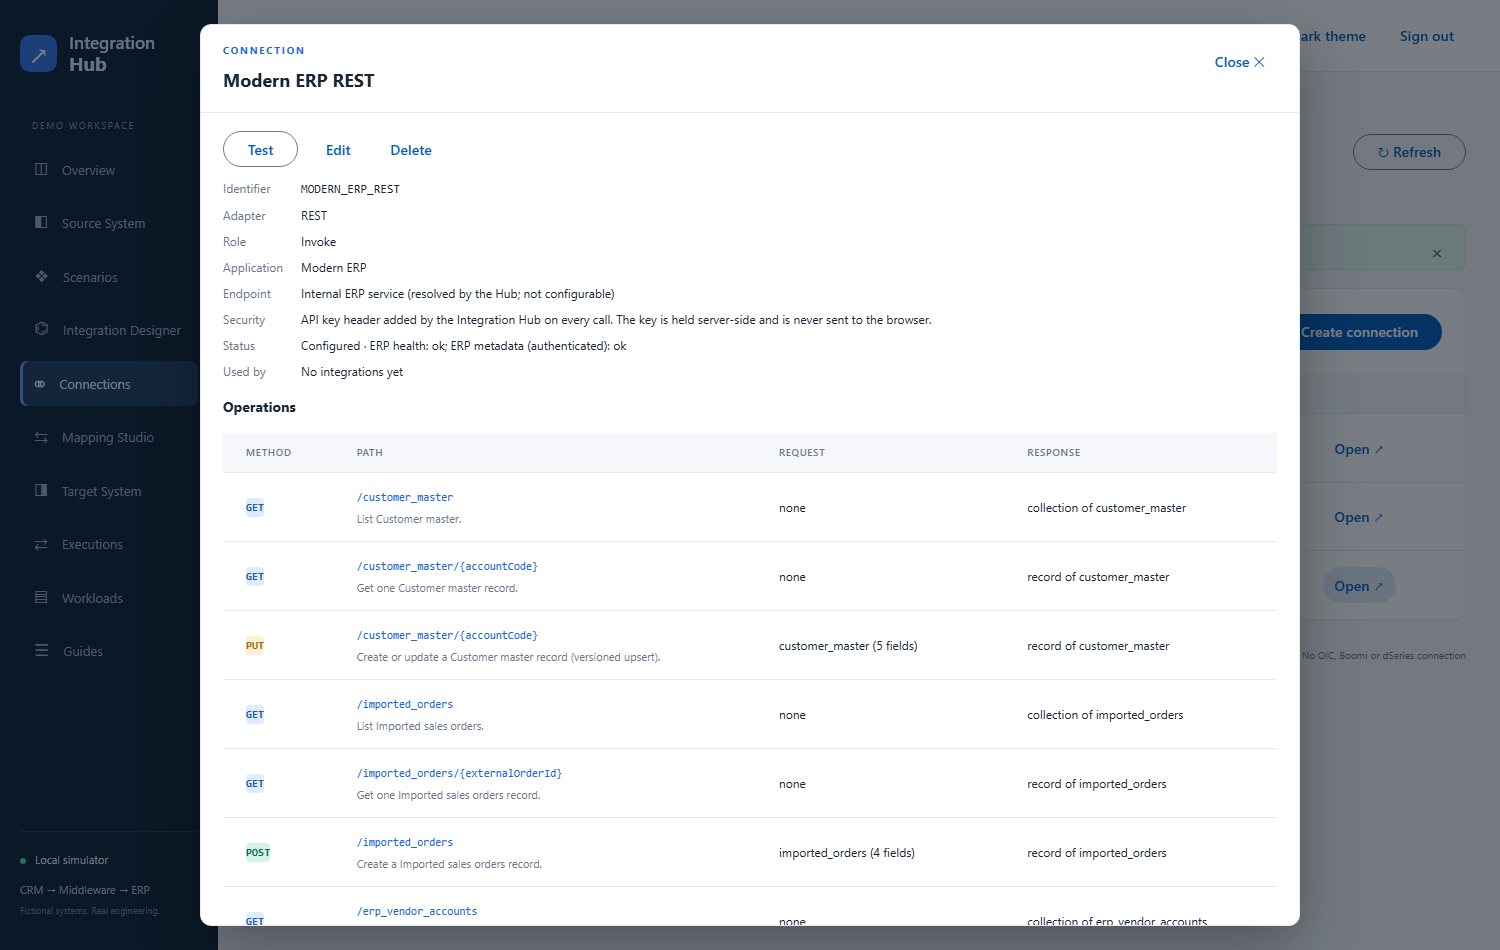 Integration
Hub
DEMO WORKSPACE
Overview
Source System
Scenarios
Integration Designer
Connections
Mapping Studio
Target System
Executions
Workloads
Guides
Local simulator
CRM → Middleware → ERP
Fictional systems. Real engineering.
CONNECTION
Modern ERP REST
Close ×
Test Edit Delete
Identifier MODERN_ERP_REST
Adapter REST
Role Invoke
Application Modern ERP
Endpoint Internal ERP service (resolved by the Hub; not configurable)
Security API key header added by the Integration Hub on every call. The key is held server-side and is never sent to the browser.
Status Configured · ERP health: ok; ERP metadata (authenticated): ok
Used by No integrations yet
Operations
METHOD PATH REQUEST RESPONSE
GET /customer_master none collection of customer_master
List Customer master.
GET /customer_master/{accountCode} none record of customer_master
Get one Customer master record.
PUT /customer_master/{accountCode} customer_master (5 fields) record of customer_master
Create or update a Customer master record (versioned upsert).
GET /imported_orders none collection of imported_orders
List Imported sales orders.
GET /imported_orders/{externalOrderId} none record of imported_orders
Get one Imported sales orders record.
POST /imported_orders imported_orders (4 fields) record of imported_orders
Create a Imported sales orders record.
GET /erp_vendor_accounts none collection of erp_vendor_accounts
ark theme Sign out
↻ Refresh
×
Create connection
Open ↗
Open ↗
Open ↗
No OIC, Boomi or dSeries connection